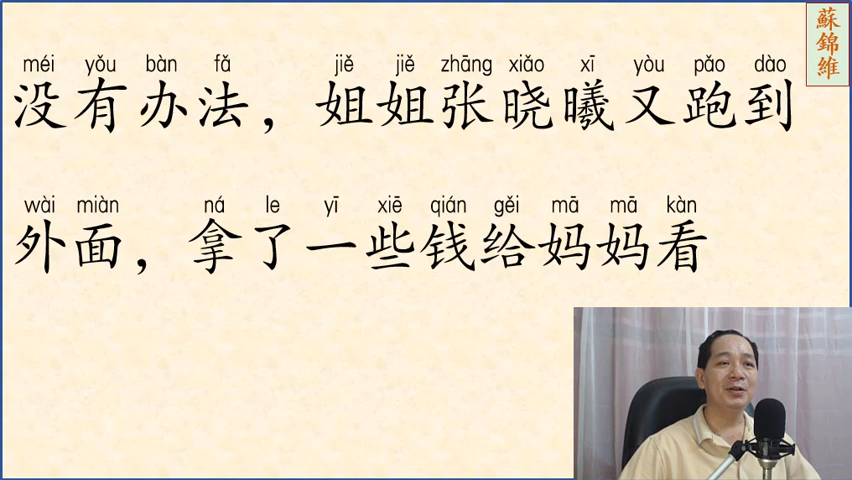 méi yǒu bàn fǎ jiě jiě zhāng xiǎo xī yòu pǎo dào
没有办法，姐姐张晓曦又跑到
wài miàn ná le yī xiē qián gěi mā mā kàn
外面，拿了一些钱给妈妈看
蘇錦維